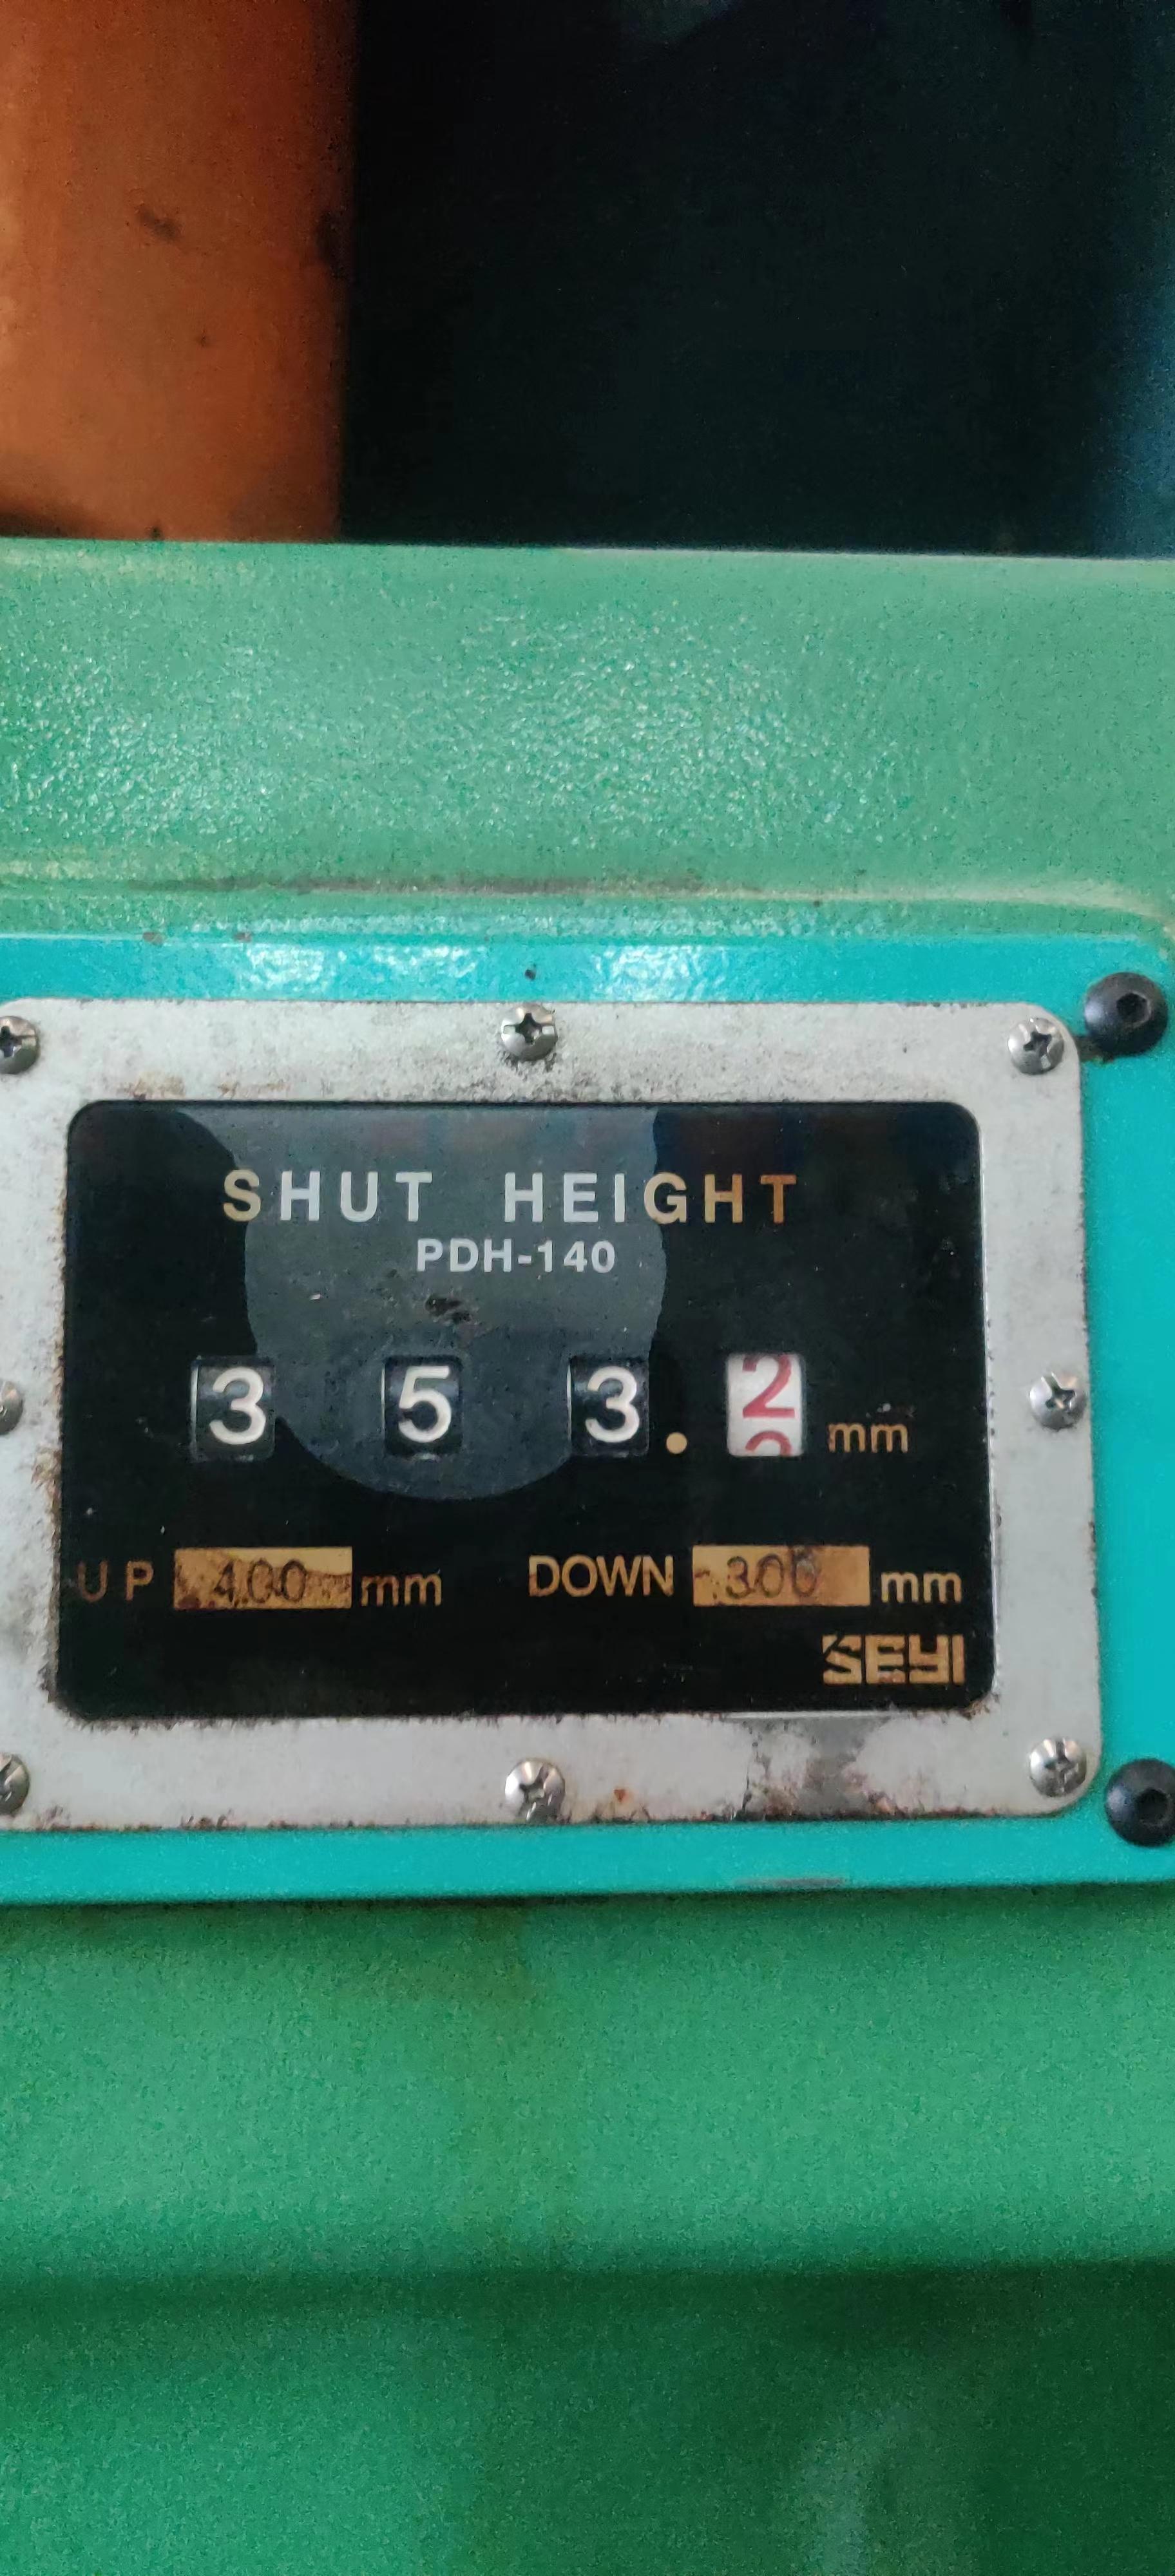 SHUT HEIGHT
PDH-140
3 5 3.2 mm
UP 400 mm DOWN 300 mm
SEYI